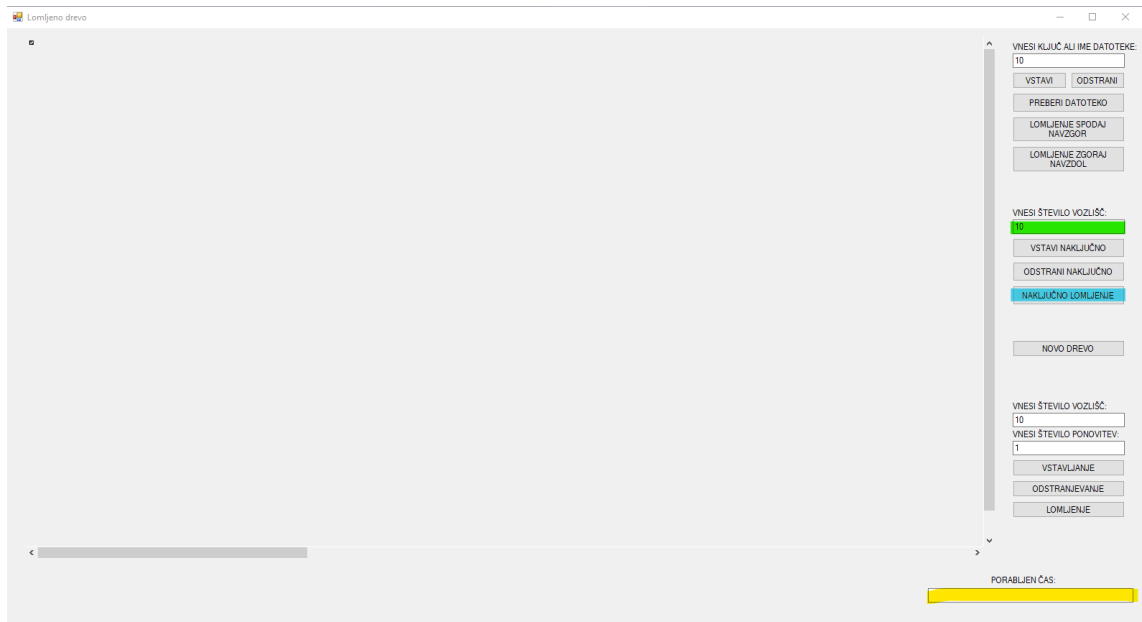 Lomljeno drevo
VNESI KLJUČ ALI IME DATOTEKE:
10
VSTAVI ODSTRANI
PREBERI DATOTEKO
LOMLJENJE SPODAJ
NAVZGOR
LOMLJENJE ZGORAJ
NAVZDOL
VNESI ŠTEVILO VOZLIŠČ:
10
VSTAVI NAKLJUČNO
ODSTRANI NAKLJUČNO
NAKLJUČNO LOMLJENJE
NOVO DREVO
VNESI ŠTEVILO VOZLIŠČ:
10
VNESI ŠTEVILO PONOVITEV:
1
VSTAVLJANJE
ODSTRANJEVANJE
LOMLJENJE
PORABLJEN ČAS: